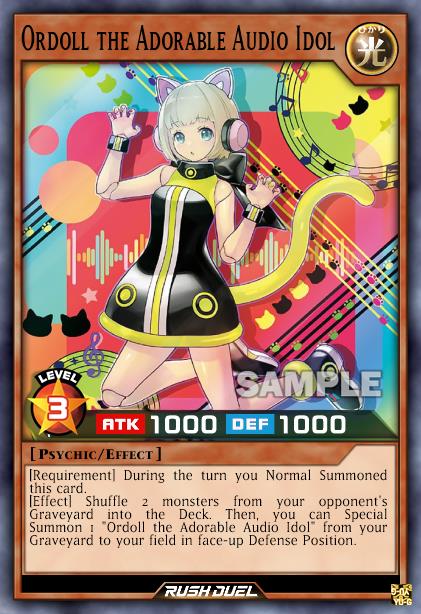 Ordoll the Adorable Audio Idol
ひかり
光
SAMPLE
LEVEL
3
ATK 1000 DEF 1000
[Psychic/Effect]
[Requirement] During the turn you Normal Summoned
this card.
[Effect] Shuffle 2 monsters from your opponent's
Graveyard into the Deck. Then, you can Special
Summon 1 "Ordoll the Adorable Audio Idol" from your
Graveyard to your field in face-up Defense Position.
RUSH DUEL